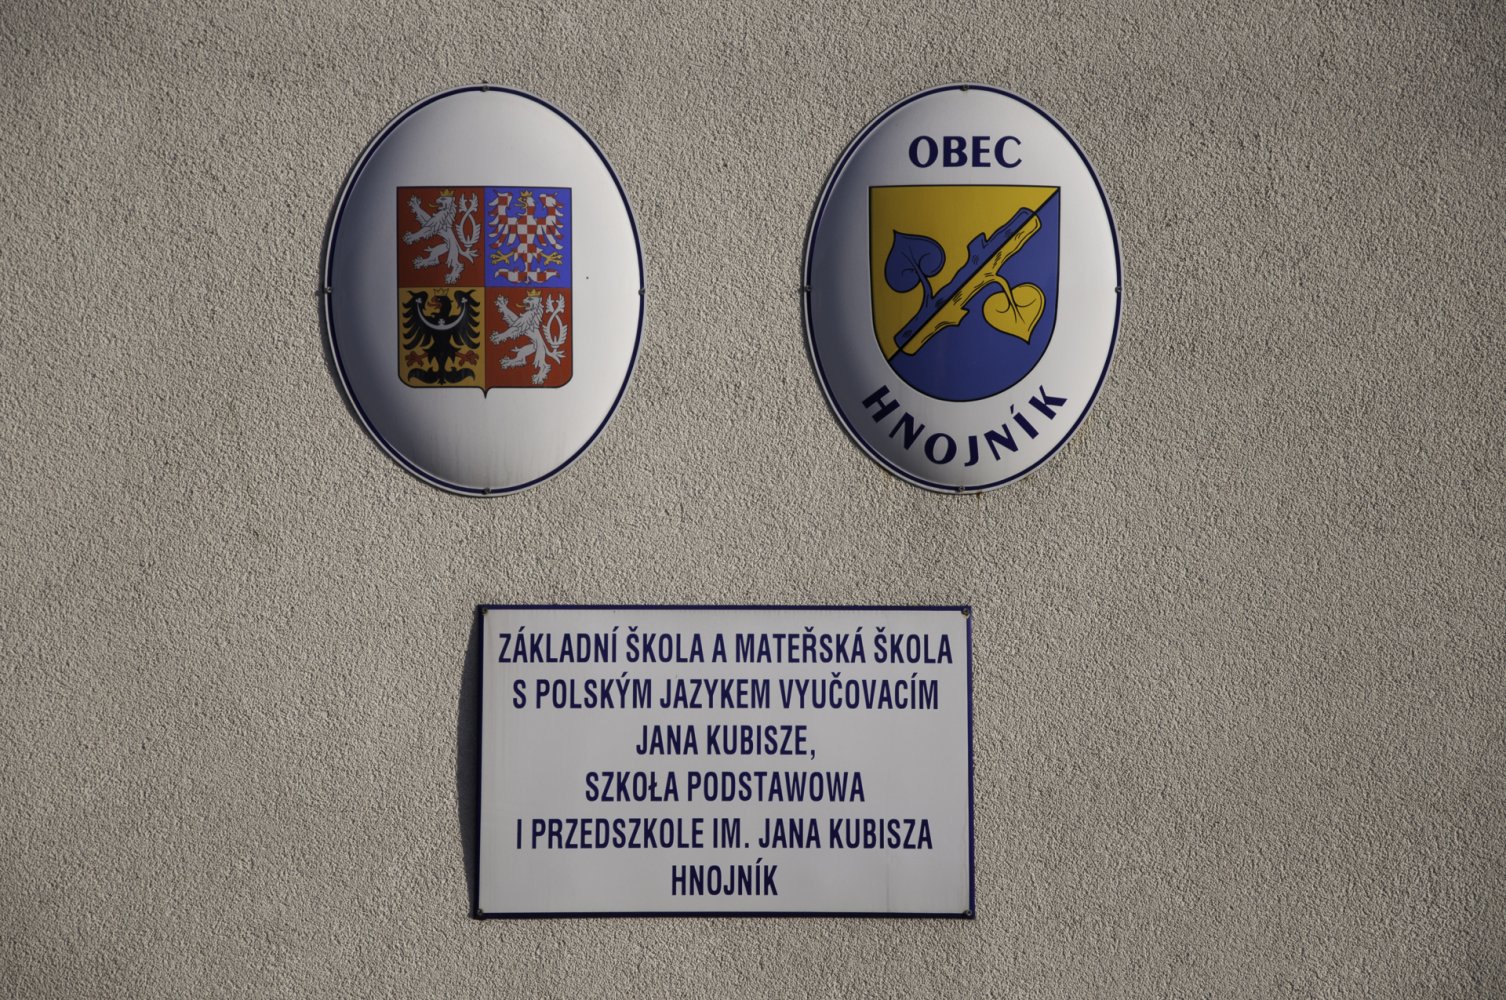 OBEC
HNOJNÍK
ZÁKLADNÍ ŠKOLA A MATEŘSKÁ ŠKOLA
S POLSKÝM JAZYKEM VYUČOVACÍM
JANA KUBISZE,
SZKOŁA PODSTAWOWA
I PRZEDSZKOLE IM. JANA KUBISZA
HNOJNÍK